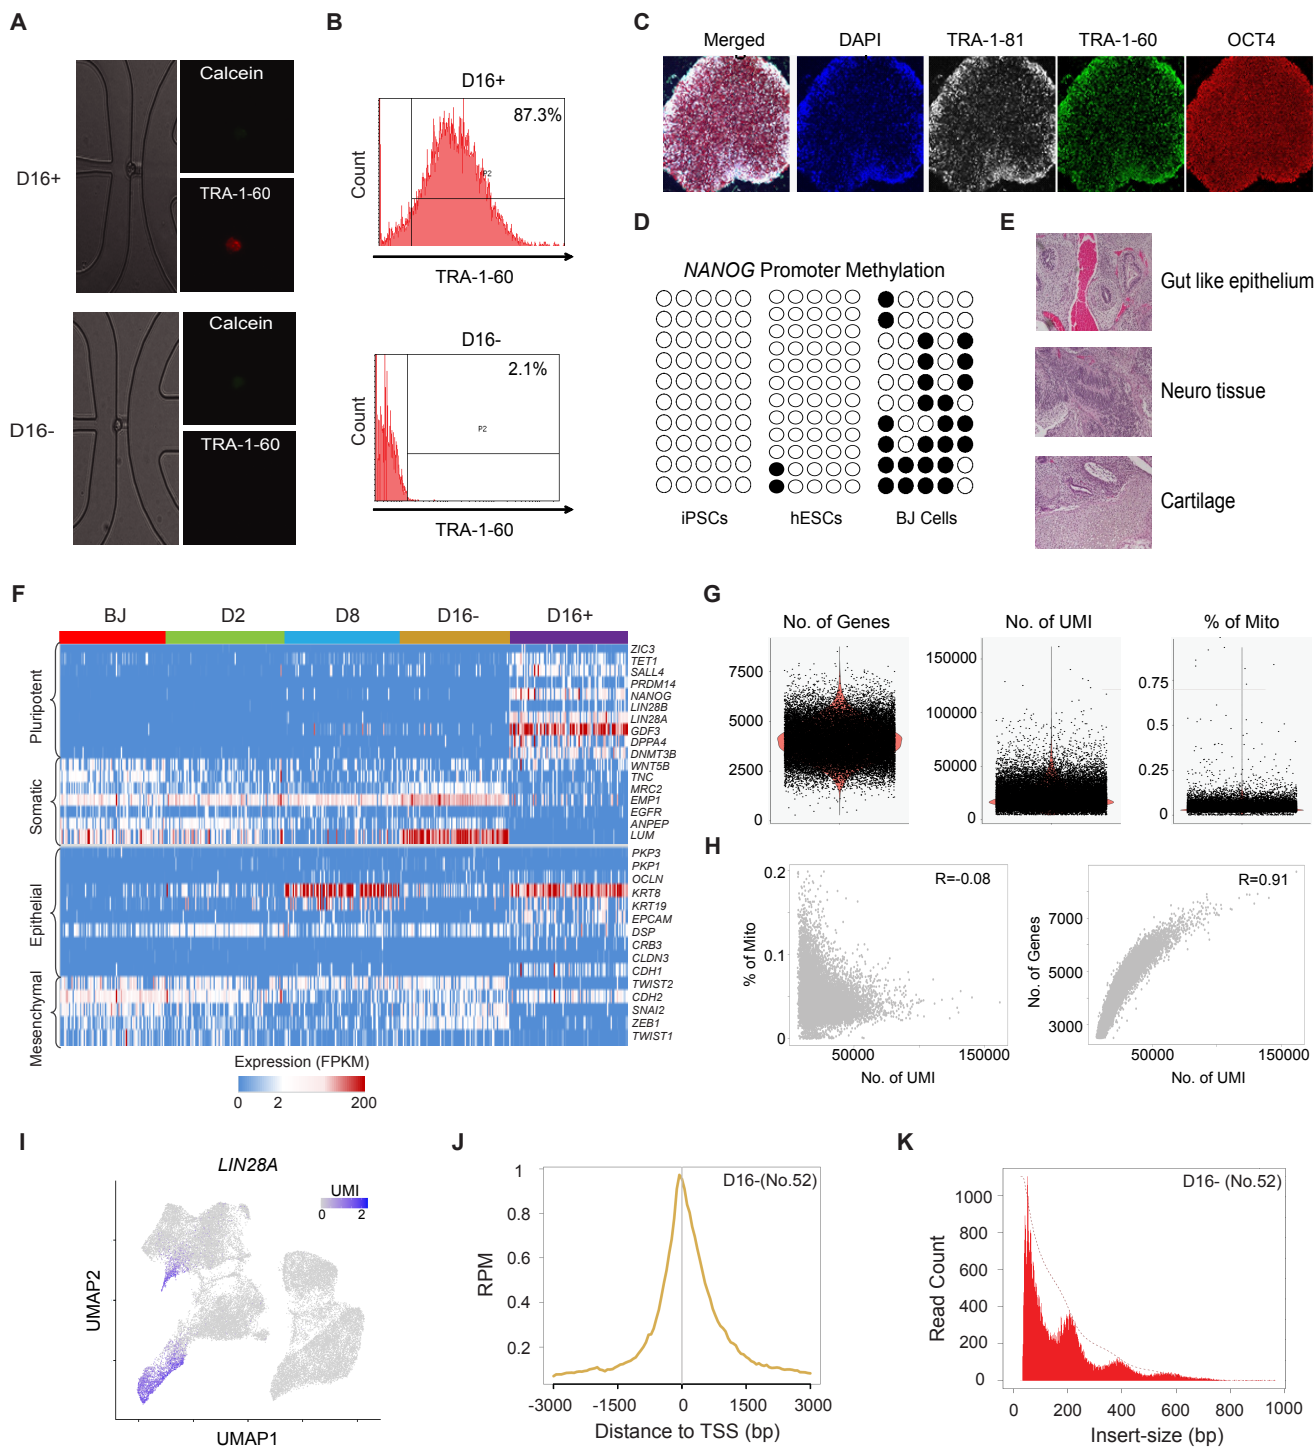 A
Calcein
D16+
TRA-1-60
Calcein
D16-
TRA-1-60
B
D16+
87.3%
P2
Count
TRA-1-60
D16-
2.1%
P2
Count
TRA-1-60
C
Merged DAPI TRA-1-81 TRA-1-60 OCT4
D
NANOG Promoter Methylation
iPSCs hESCs BJ Cells
E
Gut like epithelium
Neuro tissue
Cartilage
F
BJ D2 D8 D16- D16+
Pluripotent
ZIC3
TET1
SALL4
PRDM14
NANOG
LIN28B
LIN28A
GDF3
DPPA4
DNMT3B
Somatic
WNT5B
TNC
MRC2
EMP1
EGFR
ANPEP
LUM
Epithelial
PKP3
PKP1
OCLN
KRT8
KRT19
EPCAM
DSP
CRB3
CLDN3
CDH1
Mesenchymal
TWIST2
CDH2
SNAI2
ZEB1
TWIST1
Expression (FPKM)
0 2 200
G
No. of Genes
7500
5000
2500
0
No. of UMI
150000
100000
50000
0
% of Mito
0.75
0.5
0.25
0
H
R=-0.08
0.2
0.1
0
% of Mito
50000 150000
No. of UMI
R=0.91
7000
5000
3000
No. of Genes
50000 150000
No. of UMI
I
LIN28A
UMI
0 2
UMAP2
UMAP1
J
D16-(No.52)
1
0.8
0.6
0.4
0.2
RPM
-3000 -1500 0 1500 3000
Distance to TSS (bp)
K
D16- (No.52)
1000
800
600
400
200
0
Read Count
0 200 400 600 800 1000
Insert-size (bp)